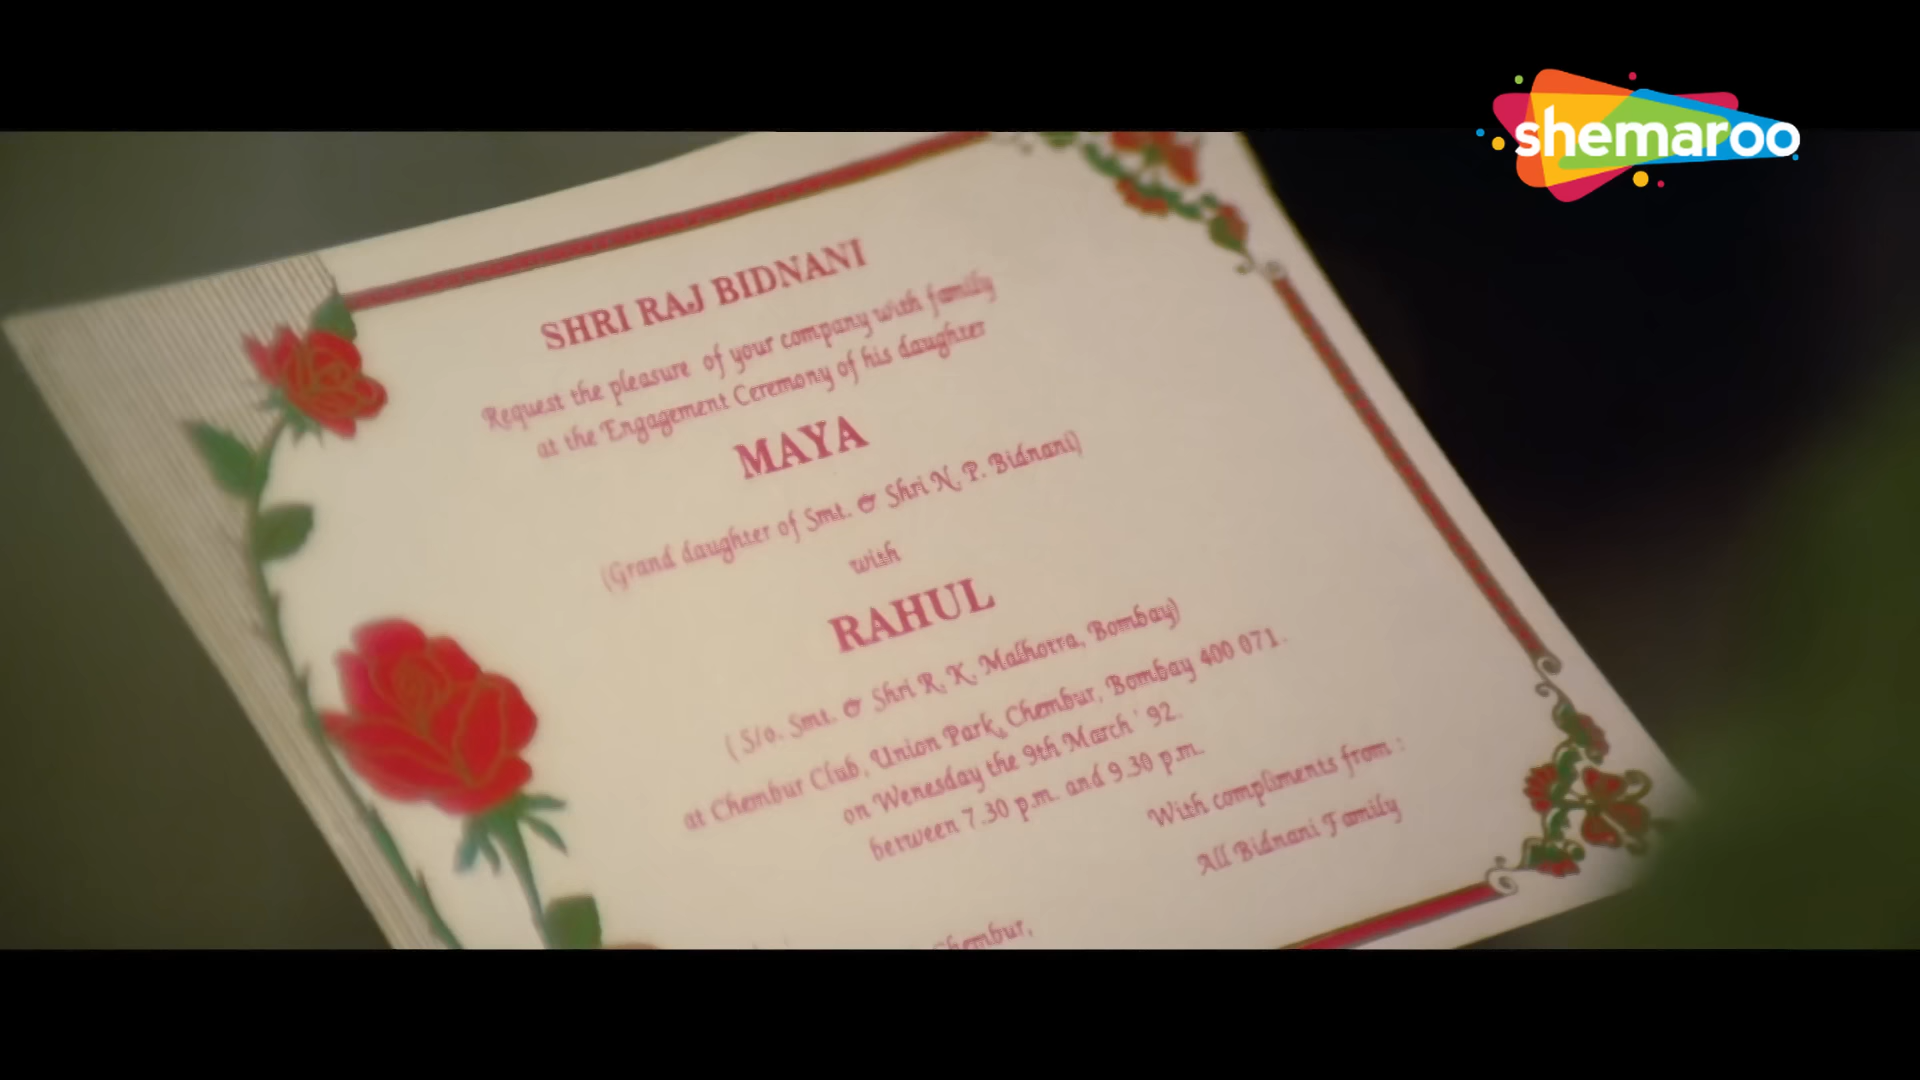 shemaroo
SHRI RAJ BIDNANI
Request the pleasure of your company with family
at the Engagement Ceremony of his daughter
MAYA
(Grand daughter of Smt. & Shri N. P. Bidnani)
with
RAHUL
( S/o. Smt. & Shri R. K. Malhotra, Bombay)
at Chembur Club, Union Park, Chembur, Bombay 400 071.
on Wenesday the 9th March ' 92.
between 7.30 p.m. and 9.30 p.m.
With compliments from :
All Bidnani Family
Chembur,